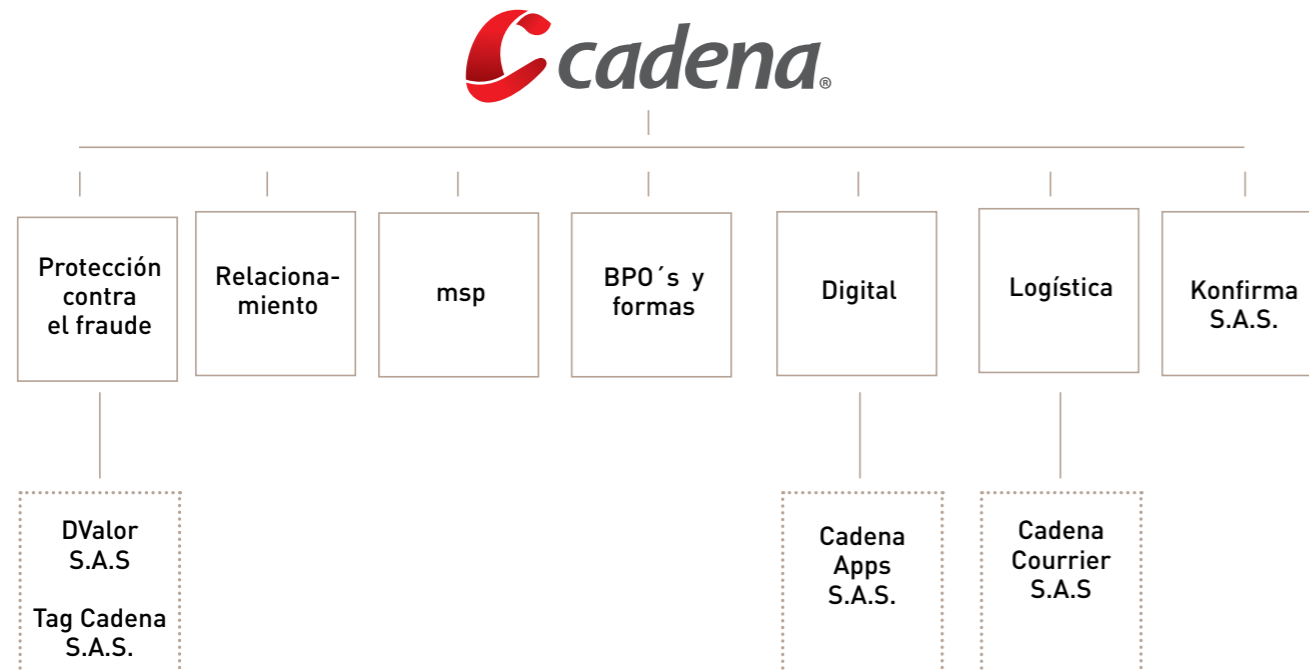 cadena®
Protección
contra
el fraude
Relaciona-
miento
msp
BPO´s y
formas
Digital
Logística
Konfirma
S.A.S.
DValor
S.A.S
Tag Cadena
S.A.S.
Cadena
Apps
S.A.S.
Cadena
Courrier
S.A.S